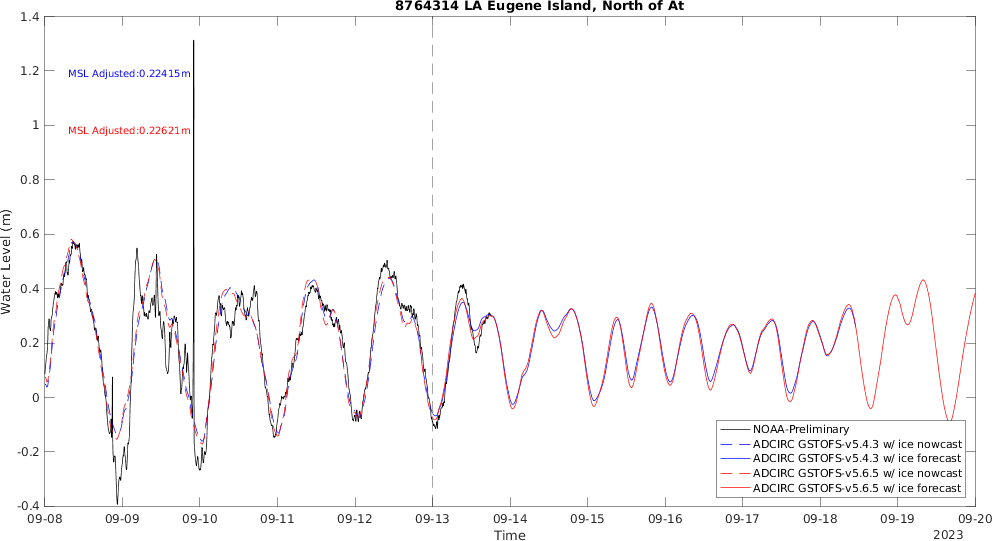 8764314 LA Eugene Island, North of At
1.4
1.2
1
0.8
0.6
0.4
0.2
0
-0.2
-0.4
Water Level (m)
MSL Adjusted:0.22415m
MSL Adjusted:0.22621m
NOAA-Preliminary
ADCIRC GSTOFS-v5.4.3 w/ ice nowcast
ADCIRC GSTOFS-v5.4.3 w/ ice forecast
ADCIRC GSTOFS-v5.6.5 w/ ice nowcast
ADCIRC GSTOFS-v5.6.5 w/ ice forecast
09-08 09-09 09-10 09-11 09-12 09-13 09-14 09-15 09-16 09-17 09-18 09-19 09-20
Time
2023